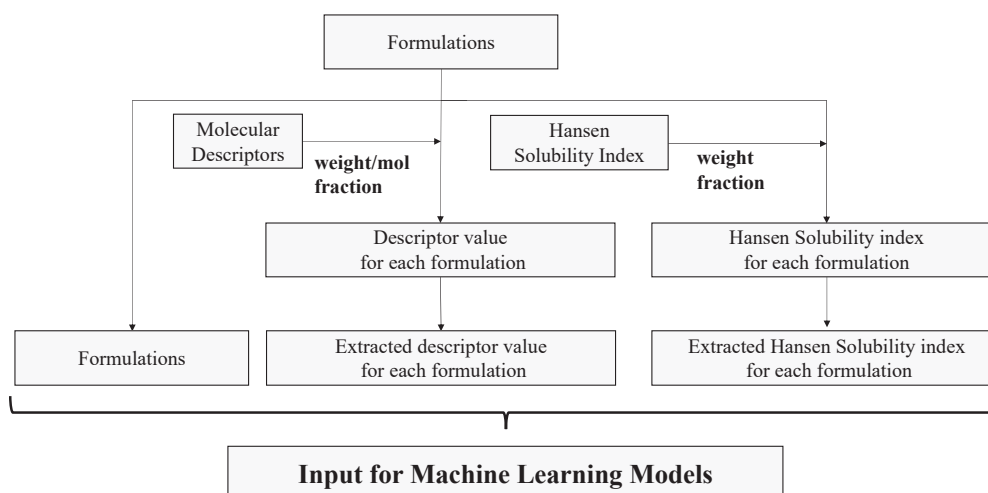 Formulations
Molecular
Descriptors
weight/mol
fraction
Hansen
Solubility Index
weight
fraction
Descriptor value
for each formulation
Hansen Solubility index
for each formulation
Formulations
Extracted descriptor value
for each formulation
Extracted Hansen Solubility index
for each formulation
Input for Machine Learning Models